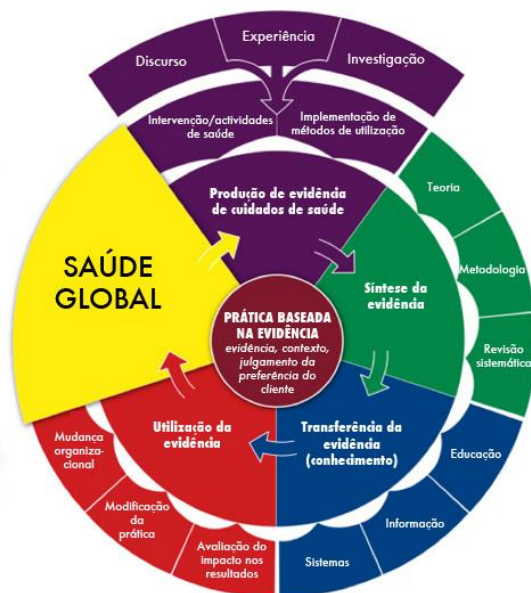 Discurso
Experiência
Investigação
Intervenção/actividades
de saúde
Implementação de
métodos de utilização
Produção de evidência
de cuidados de saúde
Teoria
Metodologia
Revisão
sistemática
Síntese da
evidência
SAÚDE
GLOBAL
PRÁTICA BASEADA
NA EVIDÊNCIA
evidência, contexto,
julgamento da
preferência do
cliente
Utilização da
evidência
Transferência da
evidência
(conhecimento)
Educação
Informação
Sistemas
Mudança
organiza-
cional
Modificação
da
prática
Avaliação do
impacto nos
resultados